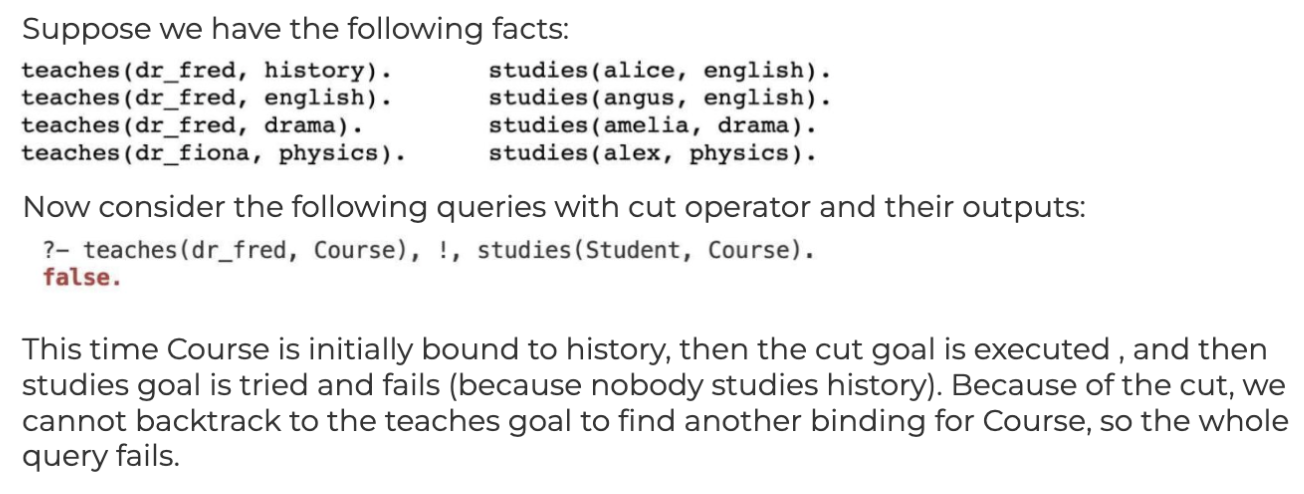 Suppose we have the following facts:
teaches(dr_fred, history). studies(alice, english).
teaches(dr_fred, english). studies(angus, english).
teaches(dr_fred, drama). studies(amelia, drama).
teaches(dr_fiona, physics). studies(alex, physics).
Now consider the following queries with cut operator and their outputs:
?- teaches(dr_fred, Course), !, studies(Student, Course).
false.
This time Course is initially bound to history, then the cut goal is executed , and then
studies goal is tried and fails (because nobody studies history). Because of the cut, we
cannot backtrack to the teaches goal to find another binding for Course, so the whole
query fails.